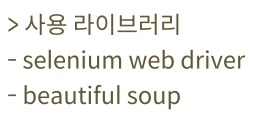 > 사용 라이브러리
- selenium web driver
- beautiful soup